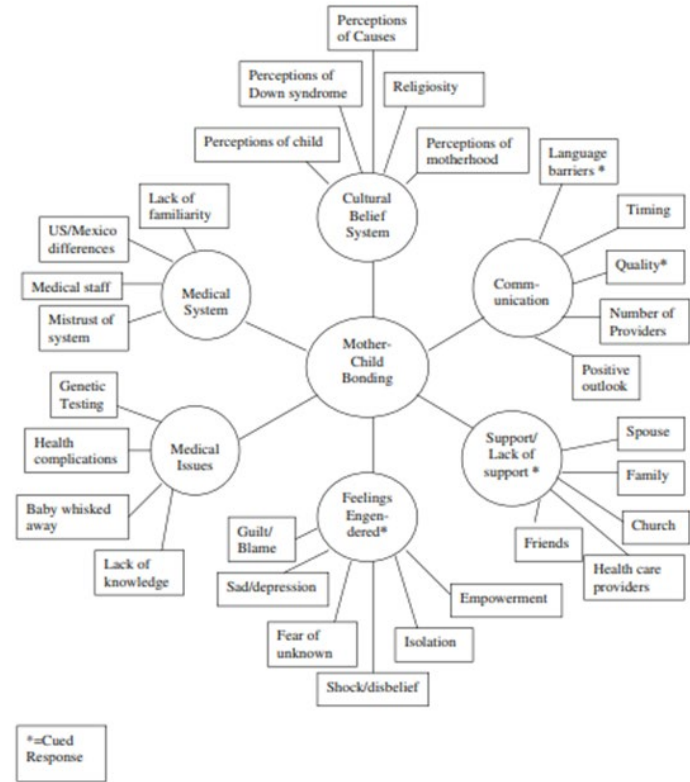 Perceptions
of Causes
Perceptions of
Down syndrome
Religiosity
Perceptions of child
Perceptions of
motherhood
Cultural
Belief
System
Language
barriers *
Timing
Quality*
Number of
Providers
Positive
outlook
Comm-
unication
Lack of
familiarity
US/Mexico
differences
Medical staff
Mistrust of
system
Medical
System
Mother-
Child
Bonding
Genetic
Testing
Health
complications
Baby whisked
away
Lack of
knowledge
Medical
Issues
Support/
Lack of
support *
Spouse
Family
Church
Health care
providers
Friends
Feelings
Engen-
dered*
Guilt/
Blame
Sad/depression
Fear of
unknown
Shock/disbelief
Isolation
Empowerment
*=Cued
Response